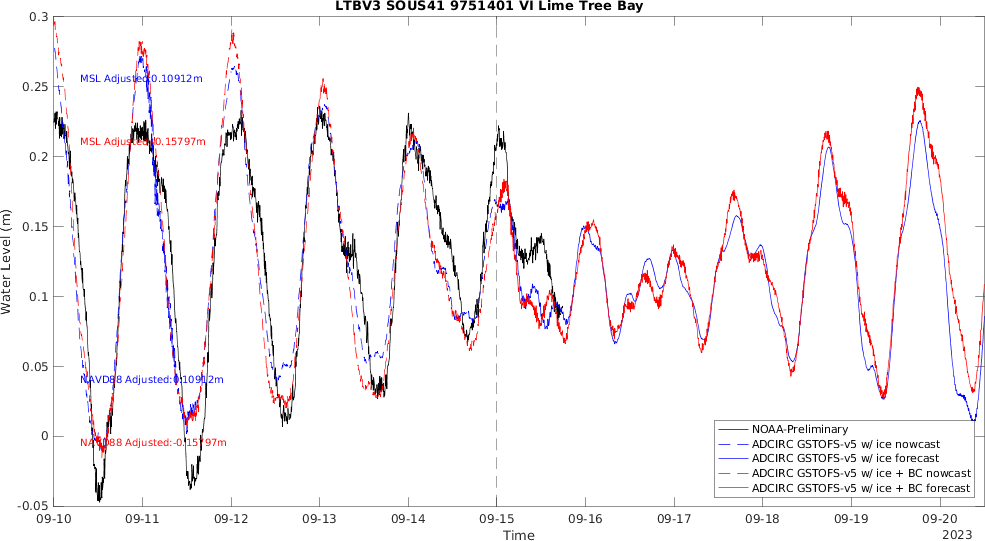 LTBV3 SOUS41 9751401 VI Lime Tree Bay
0.3
0.25
0.2
0.15
0.1
0.05
0
-0.05
Water Level (m)
MSL Adjusted:0.10912m
MSL Adjusted:-0.15797m
NAVD88 Adjusted:0.10912m
NAVD88 Adjusted:-0.15797m
NOAA-Preliminary
ADCIRC GSTOFS-v5 w/ ice nowcast
ADCIRC GSTOFS-v5 w/ ice forecast
ADCIRC GSTOFS-v5 w/ ice + BC nowcast
ADCIRC GSTOFS-v5 w/ ice + BC forecast
09-10 09-11 09-12 09-13 09-14 09-15 09-16 09-17 09-18 09-19 09-20
Time
2023